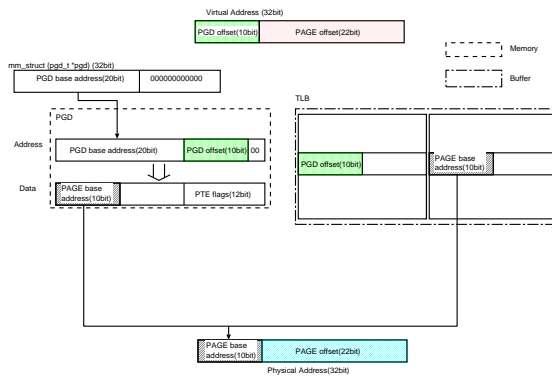 Virtual Address (32bit)
PGD offset(10bit)
PAGE offset(22bit)
Memory
Buffer
mm_struct {pgd_t *pgd} (32bit)
PGD base address(20bit)
000000000000
TLB
PGD
Address
PGD base address(20bit)
PGD offset(10bit)
00
PGD offset(10bit)
PAGE base
address(10bit)
Data
PAGE base
address(10bit)
PTE flags(12bit)
PAGE base
address(10bit)
PAGE offset(22bit)
Physical Address(32bit)